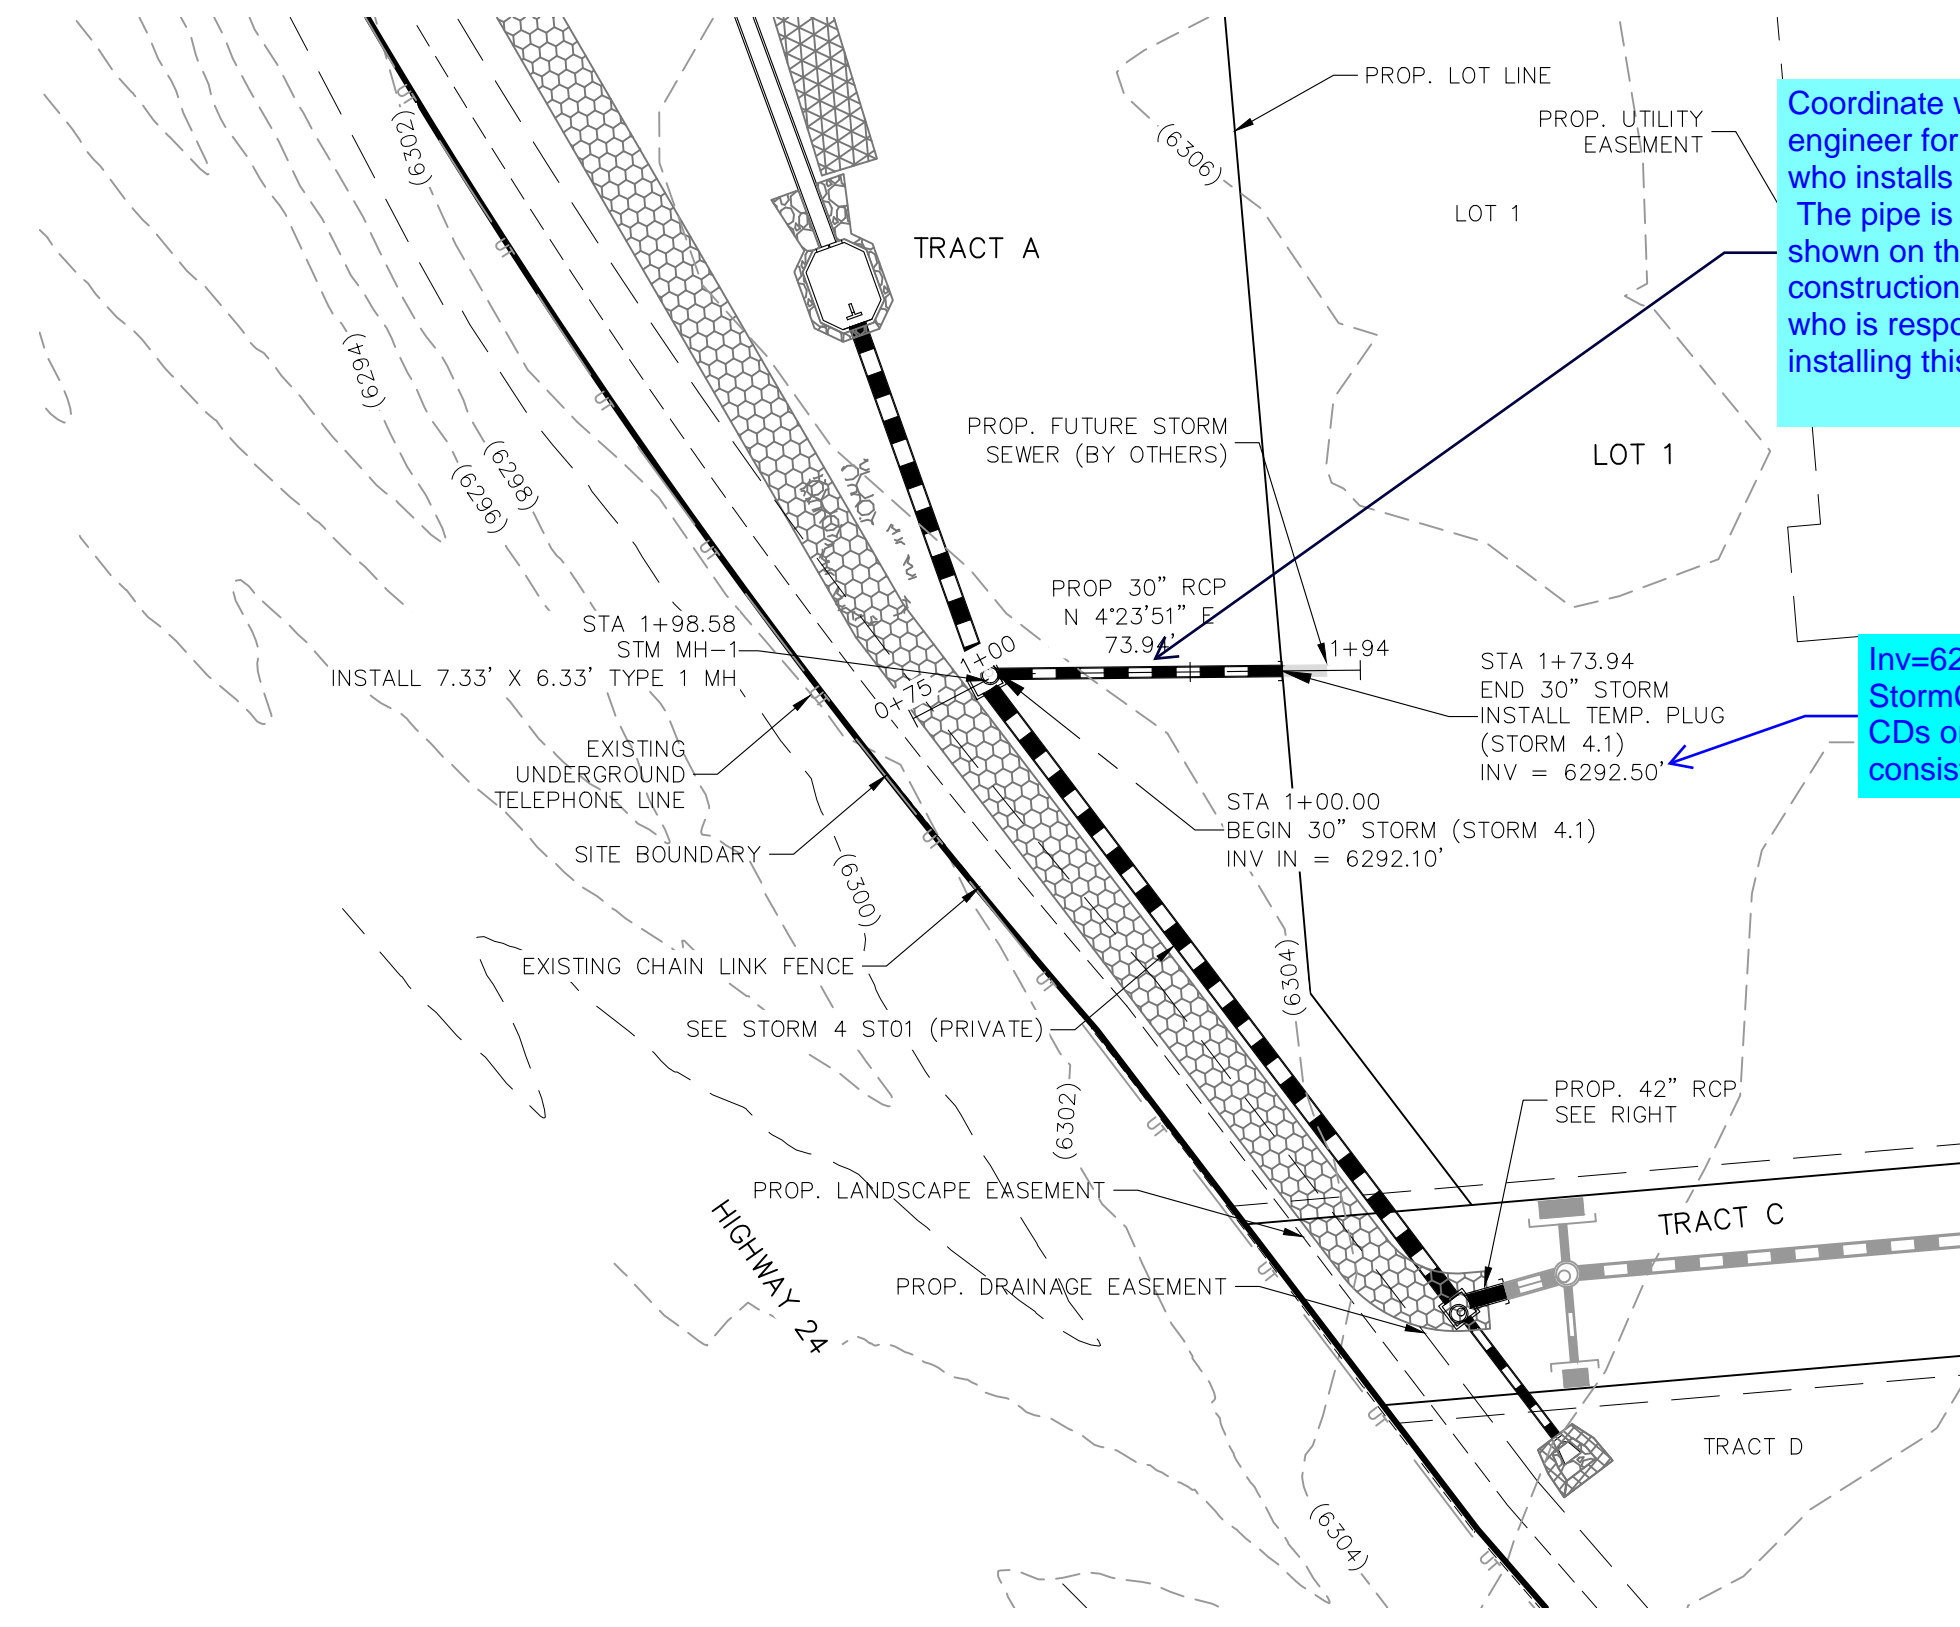 PROP. LOT LINE
PROP. UTILITY
EASEMENT
LOT 1
Coordinate
engineer for
who installs
The pipe is
shown on
construction
who is
installing
(6302)
(6306)
TRACT A
(6294)
PROP. FUTURE STORM
SEWER (BY OTHERS)
LOT 1
(6298)
(6296)
PROP 30" RCP
N 4°23'51" E
73.94'
STA 1+98.58
STM MH-1
INSTALL 7.33' X 6.33' TYPE 1 MH
1+00
0+75
1+94
STA 1+73.94
END 30" STORM
INSTALL TEMP. PLUG
(STORM 4.1)
INV = 6292.50'
Inv=62
CDs
EXISTING
UNDERGROUND
TELEPHONE LINE
STA 1+00.00
BEGIN 30" STORM (STORM 4.1)
INV IN = 6292.10'
SITE BOUNDARY
(6300)
EXISTING CHAIN LINK FENCE
(6304)
SEE STORM 4 ST01 (PRIVATE)
PROP. 42" RCP
SEE RIGHT
(6302)
PROP. LANDSCAPE EASEMENT
TRACT C
HIGHWAY 24
PROP. DRAINAGE EASEMENT
TRACT D
(6304)